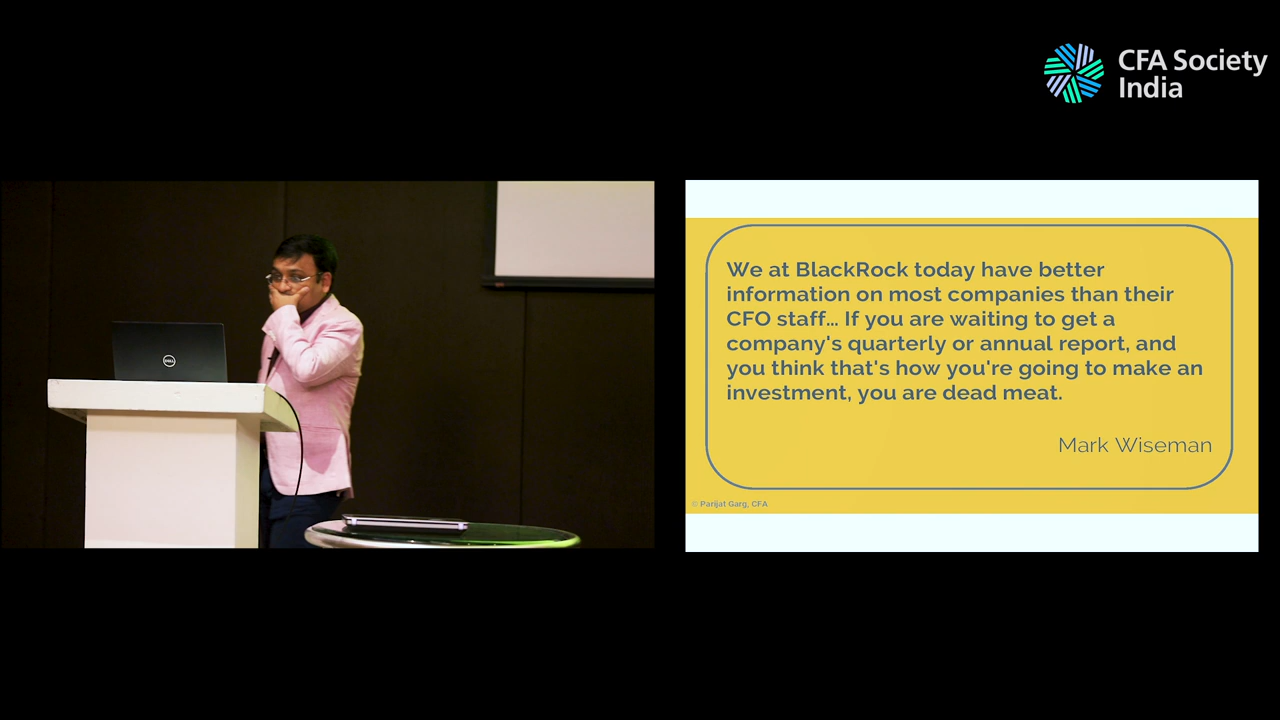 CFA Society
India
We at BlackRock today have better
information on most companies than their
CFO staff... If you are waiting to get a
company's quarterly or annual report, and
you think that's how you're going to make an
investment, you are dead meat.
Mark Wiseman
© Parijat Garg, CFA
DELL